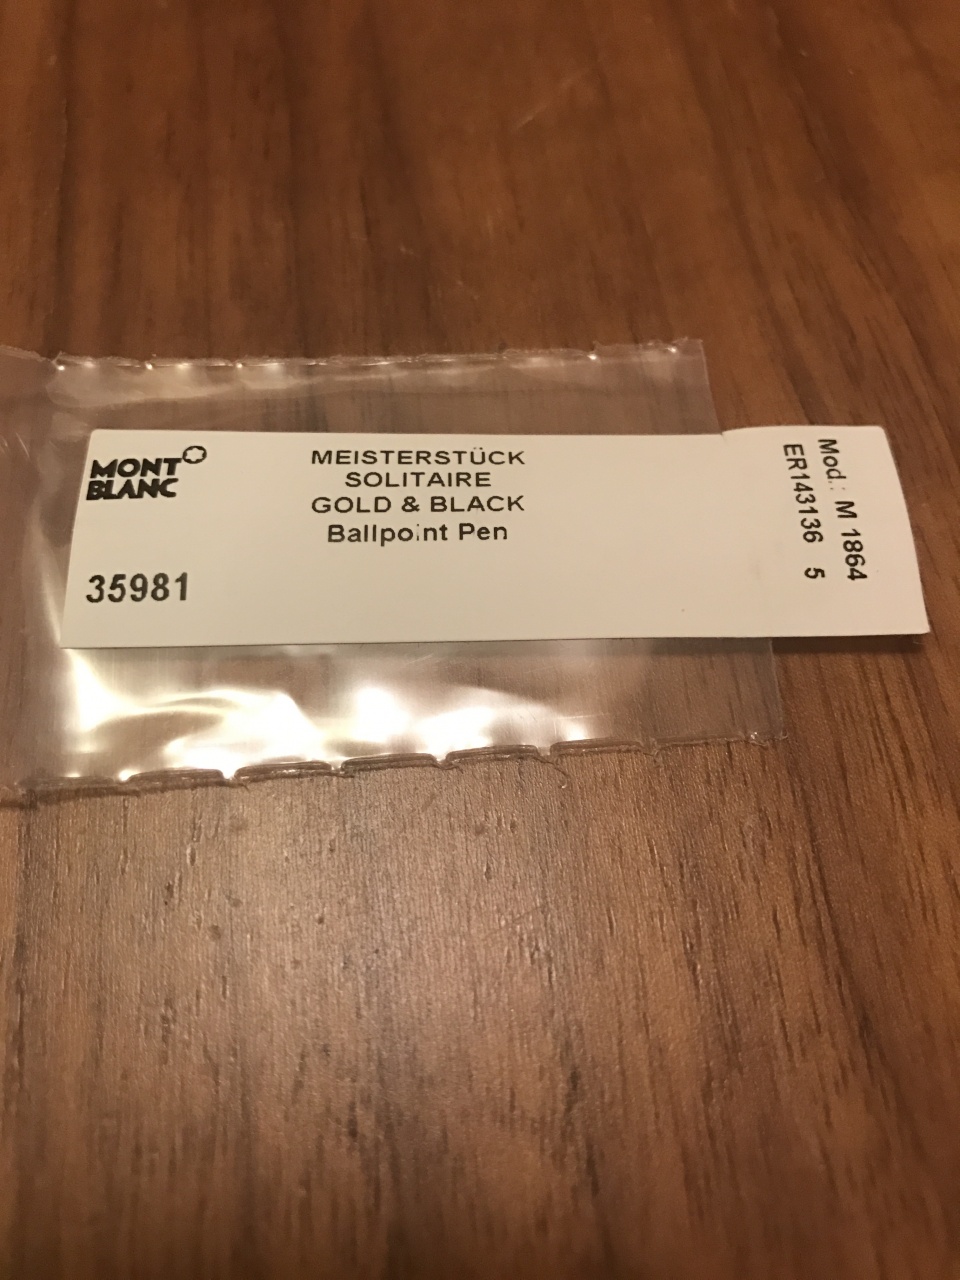 MONT
BLANC
MEISTERSTÜCK
SOLITAIRE
GOLD & BLACK
Ballpoint Pen
35981
Mod.: M 1864
ER143136 5